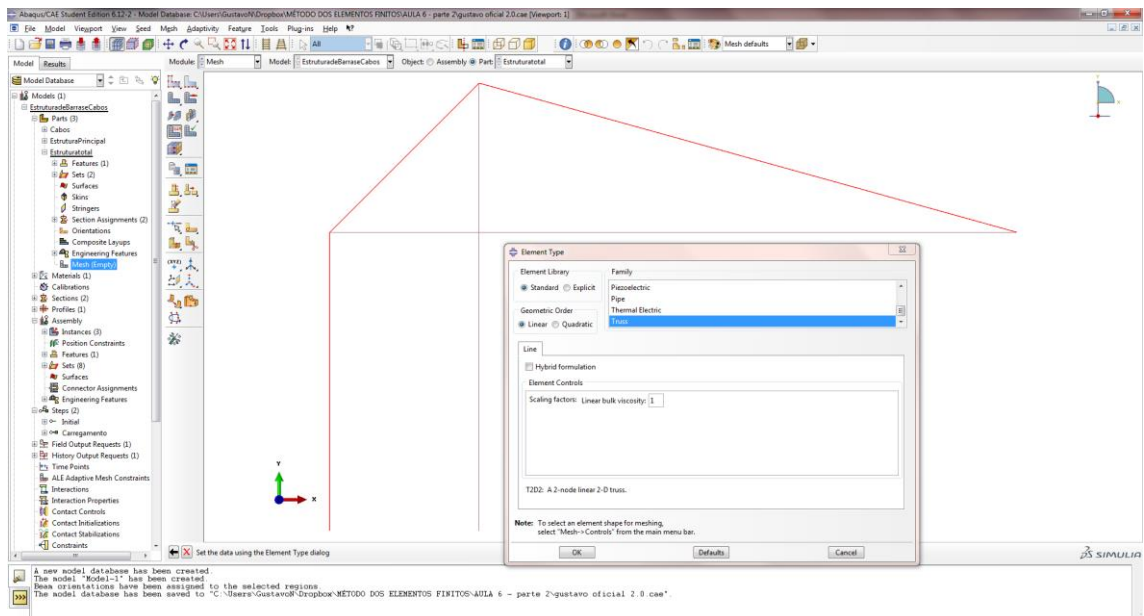 Abaqus/CAE Student Edition 6.12-2 - Model Database: C:\Users\GustavoN\Dropbox\MÉTODO DOS ELEMENTOS FINITOS\AULA 6 - parte 2\gustavo oficial 2.0.cae [Viewport: 1]
File Model Viewport View Seed Mesh Adaptivity Feature Tools Plug-ins Help
All
Mesh defaults
Model Results
Module: Mesh Model: EstruturadeBarraseCabos Object: Assembly Part: Estruturatotal
Model Database
Models (1)
EstruturadeBarraseCabos
Parts (3)
Cabos
EstruturaPrincipal
Estruturatotal
Features (1)
Sets (2)
Surfaces
Skins
Stringers
Section Assignments (2)
Orientations
Composite Layups
Engineering Features
Mesh (Empty)
Materials (1)
Calibrations
Sections (2)
Profiles (1)
Assembly
Instances (3)
Position Constraints
Features (1)
Sets (8)
Surfaces
Connector Assignments
Engineering Features
Steps (2)
Initial
Carregamento
Field Output Requests (1)
History Output Requests (1)
Time Points
ALE Adaptive Mesh Constraints
Interactions
Interaction Properties
Contact Controls
Contact Initializations
Contact Stabilizations
Constraints
Y
X
Element Type
Element Library
Standard Explicit
Geometric Order
Linear Quadratic
Family
Piezoelectric
Pipe
Thermal Electric
Truss
Line
Hybrid formulation
Element Controls
Scaling factors: Linear bulk viscosity: 1
T2D2: A 2-node linear 2-D truss.
Note: To select an element shape for meshing,
select "Mesh->Controls" from the main menu bar.
OK Defaults Cancel
Set the data using the Element Type dialog
SIMULIA
A new model database has been created.
The model "Model-1" has been created.
Beam orientations have been assigned to the selected regions.
The model database has been saved to "C:\Users\GustavoN\Dropbox\MÉTODO DOS ELEMENTOS FINITOS\AULA 6 - parte 2\gustavo oficial 2.0.cae".